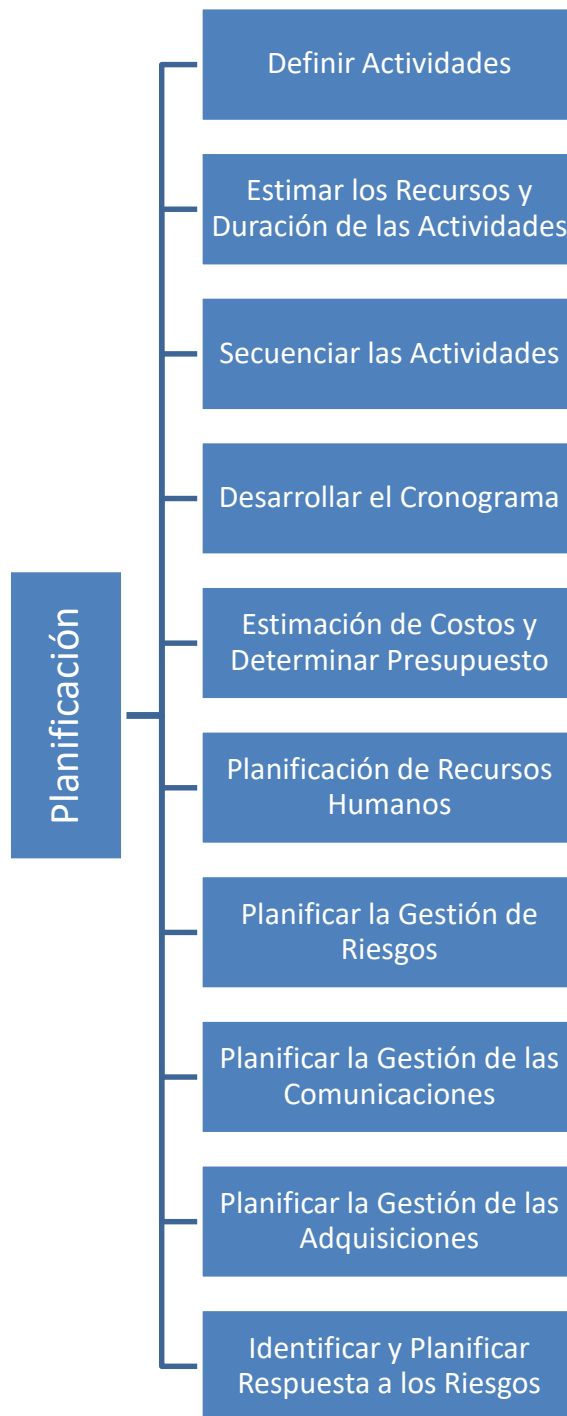 Planificación
Definir Actividades
Estimar los Recursos y
Duración de las Actividades
Secuenciar las Actividades
Desarrollar el Cronograma
Estimación de Costos y
Determinar Presupuesto
Planificación de Recursos
Humanos
Planificar la Gestión de
Riesgos
Planificar la Gestión de las
Comunicaciones
Planificar la Gestión de las
Adquisiciones
Identificar y Planificar
Respuesta a los Riesgos